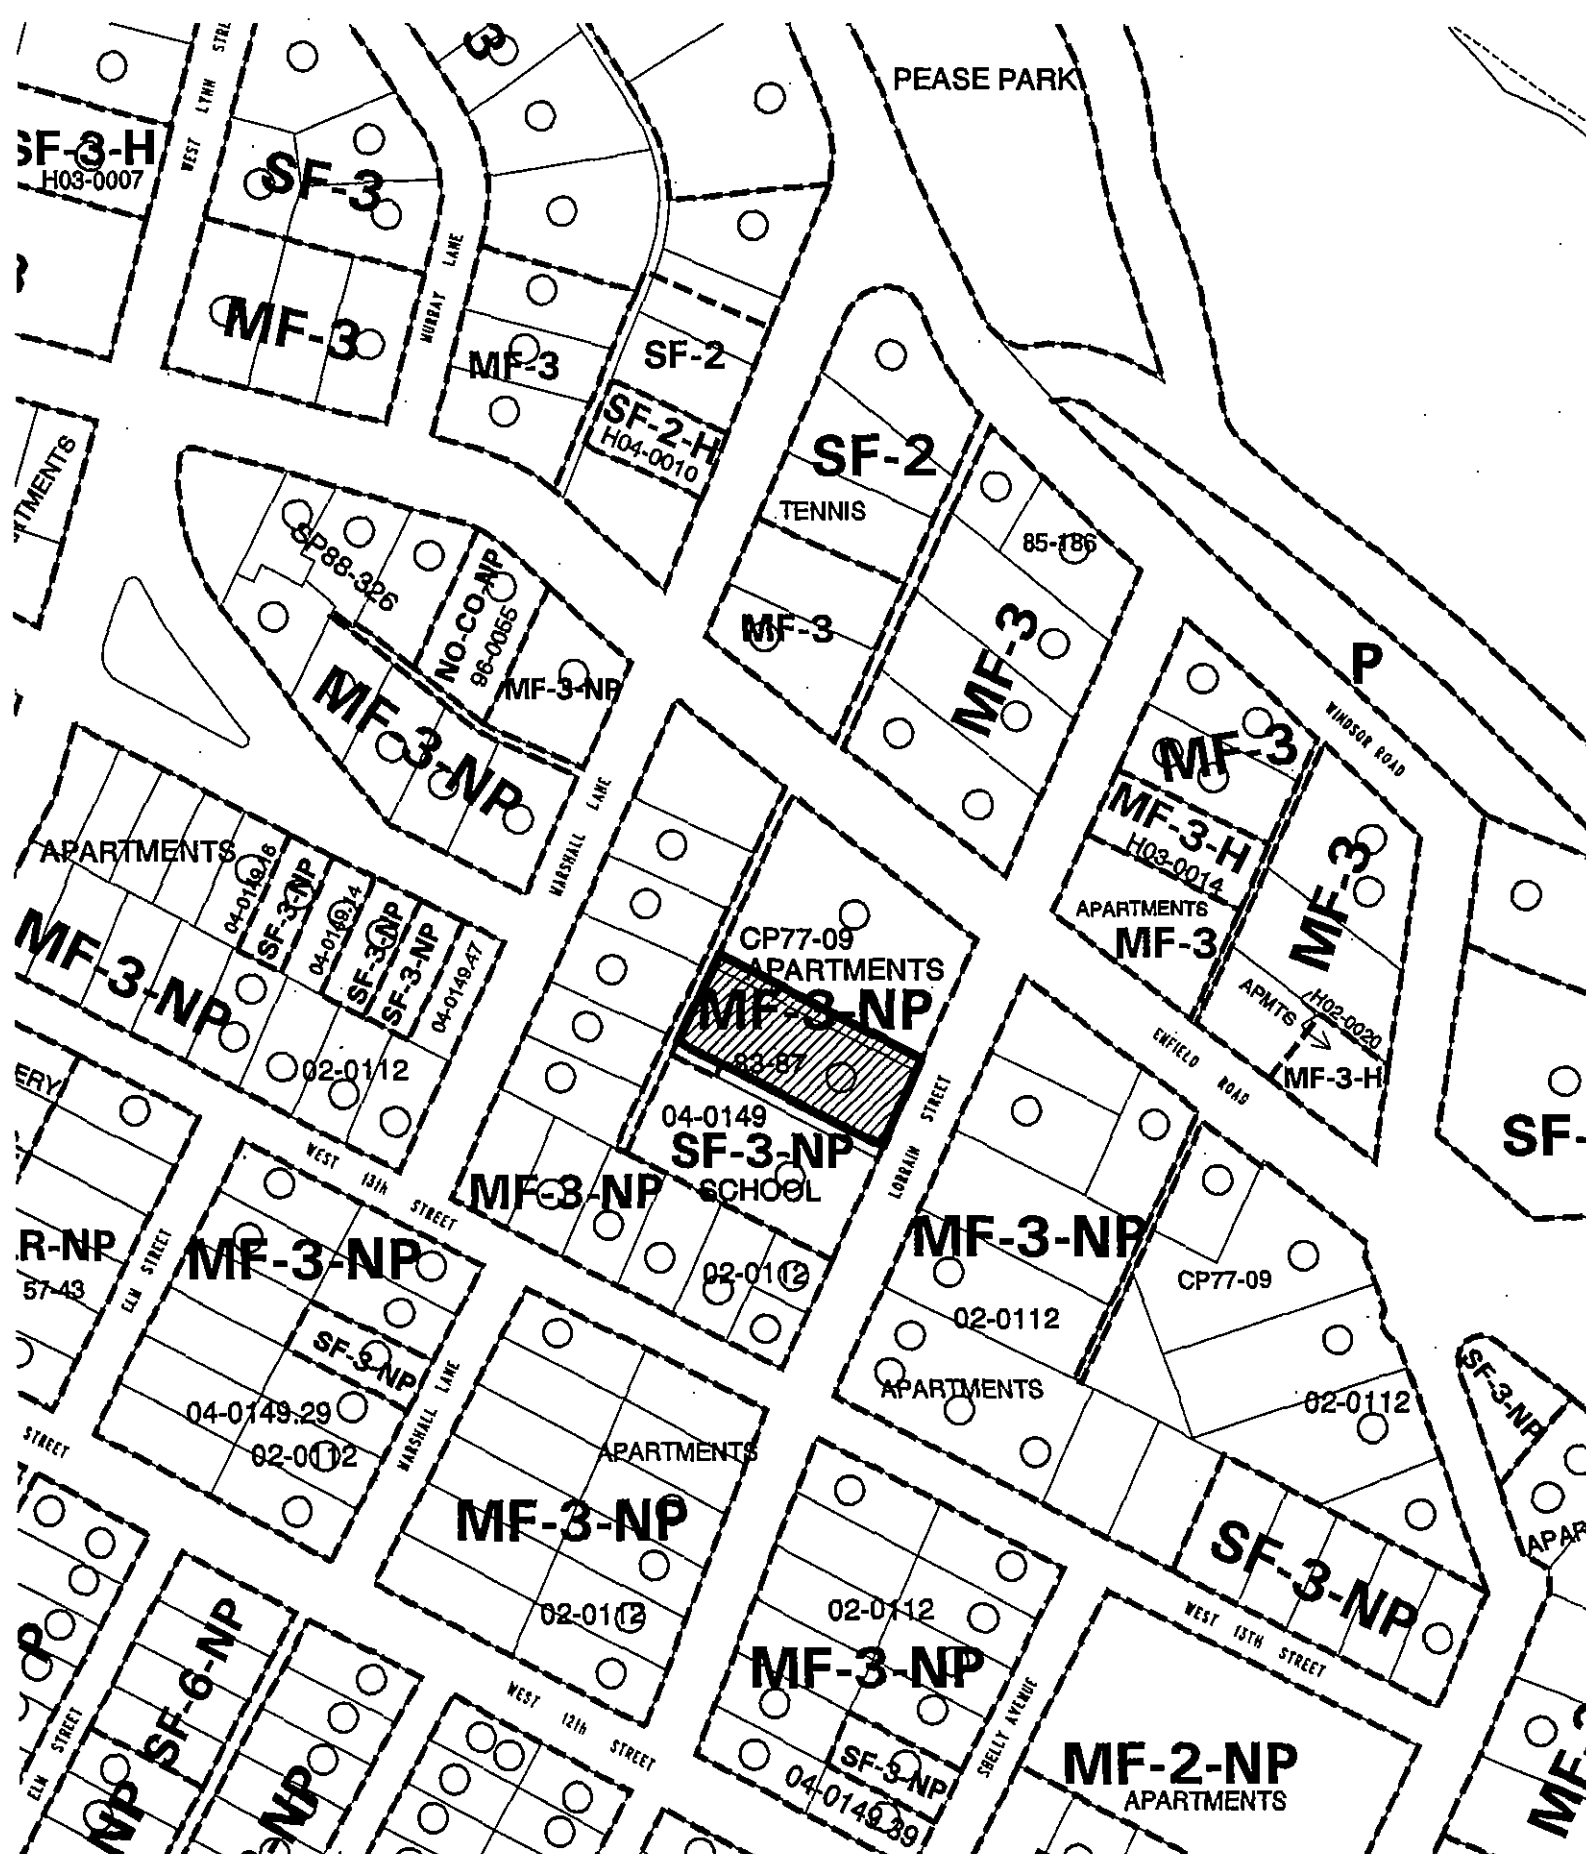 WEST LYNN
3
PEASE PARK
SF-3-H
H03-0007
SF-3
MURRAY LANE
MF-3
MF-3
SF-2
SF-2-H
H04-0010
SF-2
TENNIS
85-186
MF-3
MF-3
SP88-326
NO-CO-NP
96-0055
MF-3-NP
MF-3-NP
P
WINDSOR ROAD
MF-3
MF-3-H
H03-0014
APARTMENTS
MF-3
MF-3
APMTS
H02-0020
MF-3-H
ENFIELD ROAD
MARSHALL LANE
APARTMENTS
04-0149.16
SF-3-NP
04-0149.14
SF-3-NP
SF-3-NP
04-0149.47
MF-3-NP
02-0112
CP77-09
APARTMENTS
MF-3-NP
83-87
04-0149
SF-3-NP
SCHOOL
LORRAIN STREET
MF-3-NP
02-0112
WEST 13th STREET
R-NP
57-43
ELM STREET
MF-3-NP
SF-3-NP
04-0149.29
02-0112
MARSHALL LANE
MF-3-NP
02-0112
APARTMENTS
CP77-09
02-0112
SF-
SF-3-NP
STREET
APARTMENTS
MF-3-NP
02-0112
02-0112
MF-3-NP
SF-3-NP
04-0149.39
SF-3-NP
WEST 13TH STREET
SHELLY AVENUE
WEST 12th STREET
SF-6-NP
ELM STREET
P
NP
NP
MF-2-NP
APARTMENTS